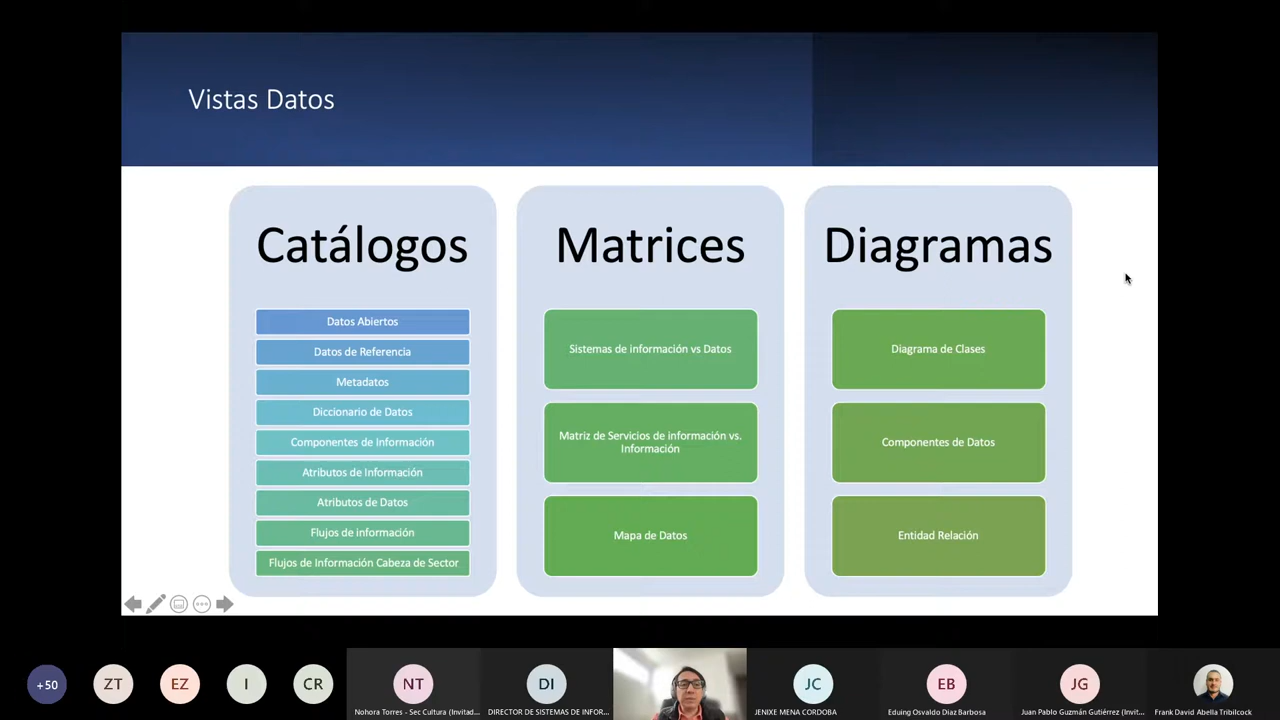 Vistas Datos
Catálogos
Datos Abiertos
Datos de Referencia
Metadatos
Diccionario de Datos
Componentes de Información
Atributos de Información
Atributos de Datos
Flujos de información
Flujos de Información Cabeza de Sector
Matrices
Sistemas de información vs Datos
Matriz de Servicios de información vs.
Información
Mapa de Datos
Diagramas
Diagrama de Clases
Componentes de Datos
Entidad Relación
+50
ZT
EZ
I
CR
NT
Nohora Torres - Sec Cultura (Invitad...
DI
DIRECTOR DE SISTEMAS DE INFOR...
JC
JENIXE MENA CORDOBA
EB
Eduing Osvaldo Diaz Barbosa
JG
Juan Pablo Guzmán Gutiérrez (Invit...
Frank David Abella Tribilcock